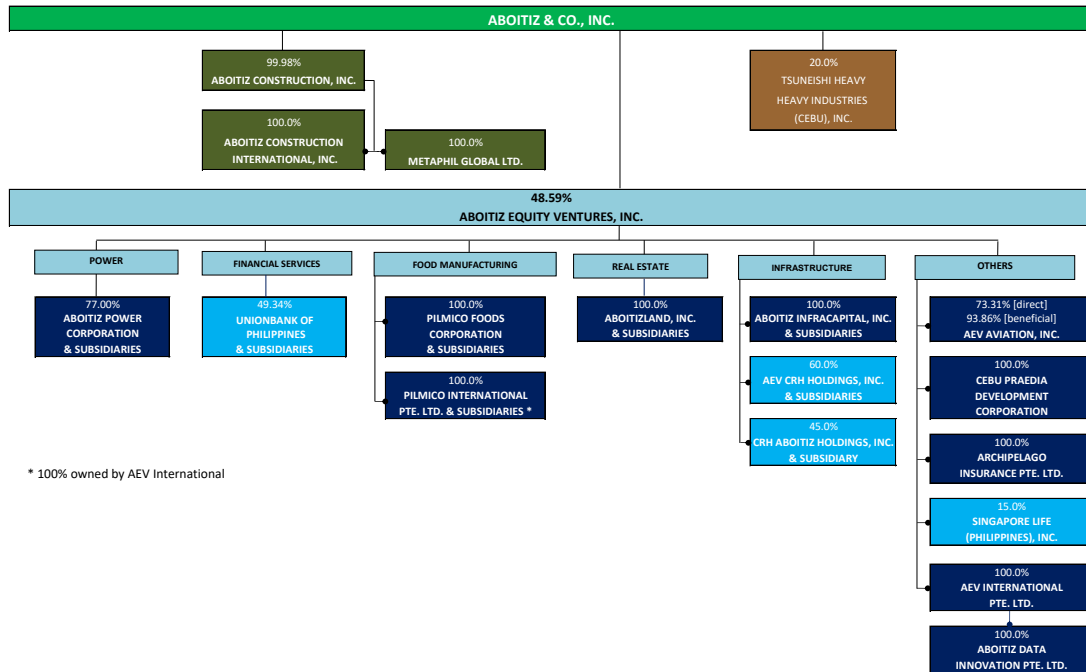 ABOITIZ & CO., INC.
99.98%
ABOITIZ CONSTRUCTION, INC.
100.0%
ABOITIZ CONSTRUCTION
INTERNATIONAL, INC.
100.0%
METAPHIL GLOBAL LTD.
20.0%
TSUNEISHI HEAVY
HEAVY INDUSTRIES
(CEBU), INC.
48.59%
ABOITIZ EQUITY VENTURES, INC.
POWER
77.00%
ABOITIZ POWER
CORPORATION
& SUBSIDIARIES
FINANCIAL SERVICES
49.34%
UNIONBANK OF
PHILIPPINES
& SUBSIDIARIES
FOOD MANUFACTURING
100.0%
PILMICO FOODS
CORPORATION
& SUBSIDIARIES
100.0%
PILMICO INTERNATIONAL
PTE. LTD. & SUBSIDIARIES *
REAL ESTATE
100.0%
ABOITIZLAND, INC.
& SUBSIDIARIES
INFRASTRUCTURE
100.0%
ABOITIZ INFRACAPITAL, INC.
& SUBSIDIARIES
60.0%
AEV CRH HOLDINGS, INC.
& SUBSIDIARIES
45.0%
CRH ABOITIZ HOLDINGS, INC.
& SUBSIDIARY
OTHERS
73.31% [direct]
93.86% [beneficial]
AEV AVIATION, INC.
100.0%
CEBU PRAEDIA
DEVELOPMENT
CORPORATION
100.0%
ARCHIPELAGO
INSURANCE PTE. LTD.
15.0%
SINGAPORE LIFE
(PHILIPPINES), INC.
100.0%
AEV INTERNATIONAL
PTE. LTD.
100.0%
ABOITIZ DATA
INNOVATION PTE. LTD.
* 100% owned by AEV International